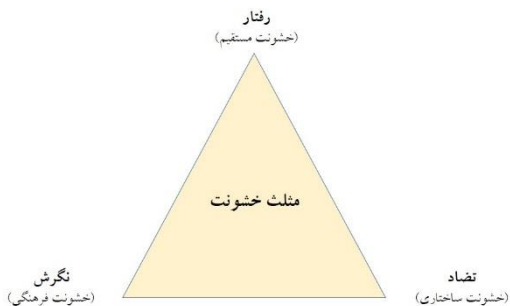 رفتار
(خشونت مستقیم)
مثلث خشونت
تضاد
(خشونت ساختاری)
نگرش
(خشونت فرهنگی)